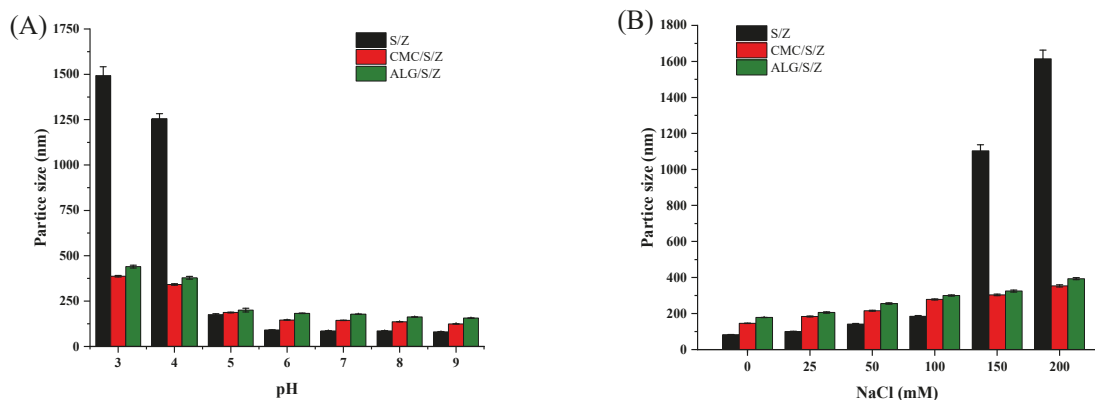 (A)
1750
1500
1250
1000
750
500
250
0
Partice size (nm)
S/Z
CMC/S/Z
ALG/S/Z
3 4 5 6 7 8 9
pH
(B)
1800
1600
1400
1200
1000
800
600
400
200
0
Partice size (nm)
S/Z
CMC/S/Z
ALG/S/Z
0 25 50 100 150 200
NaCl (mM)